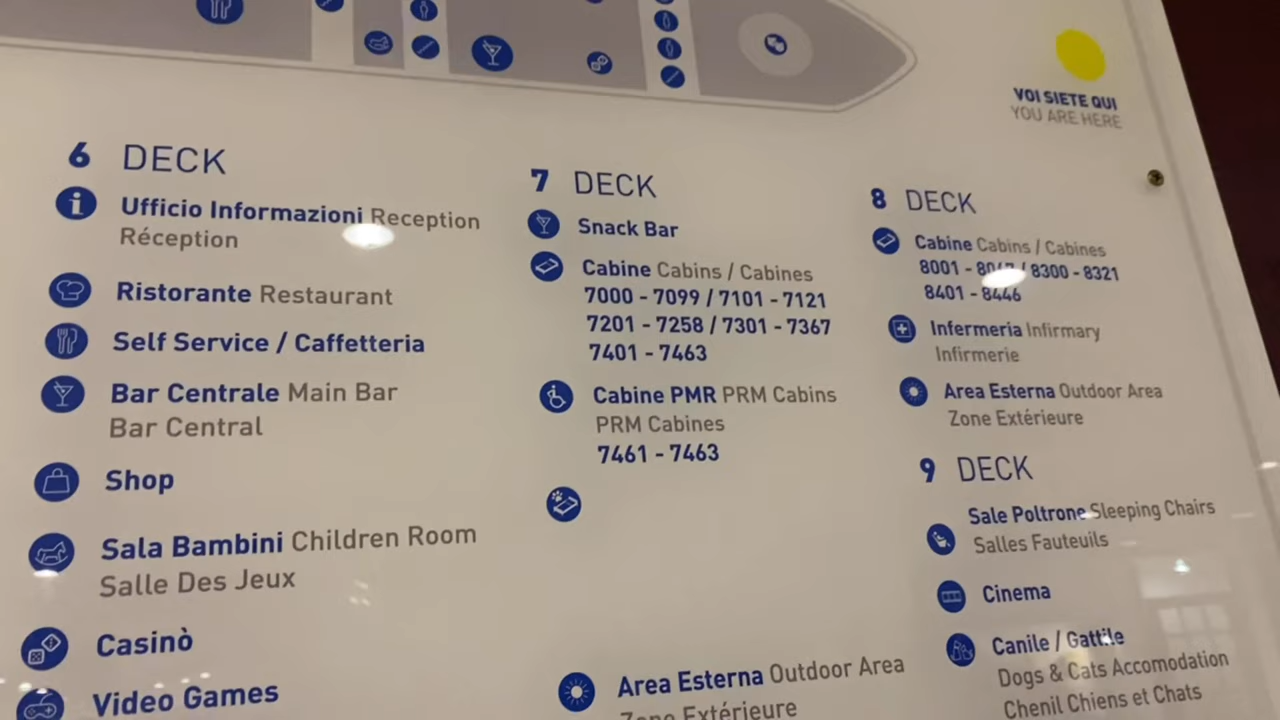 VOI SIETE QUI
YOU ARE HERE
6 DECK
Ufficio Informazioni Reception
Réception
Ristorante Restaurant
Self Service / Caffetteria
Bar Centrale Main Bar
Bar Central
Shop
Sala Bambini Children Room
Salle Des Jeux
Casinò
Video Games
7 DECK
Snack Bar
Cabine Cabins / Cabines
7000 - 7099 / 7101 - 7121
7201 - 7258 / 7301 - 7367
7401 - 7463
Cabine PMR PRM Cabins
PRM Cabines
7461 - 7463
Area Esterna Outdoor Area
Zone Extérieure
8 DECK
Cabine Cabins / Cabines
8001 - / 8300 - 8321
8401 - 8446
Infermeria Infirmary
Infirmerie
Area Esterna Outdoor Area
Zone Extérieure
9 DECK
Sale Poltrone Sleeping Chairs
Salles Fauteuils
Cinema
Canile / Gattile
Dogs & Cats Accomodation
Chenil Chiens et Chats